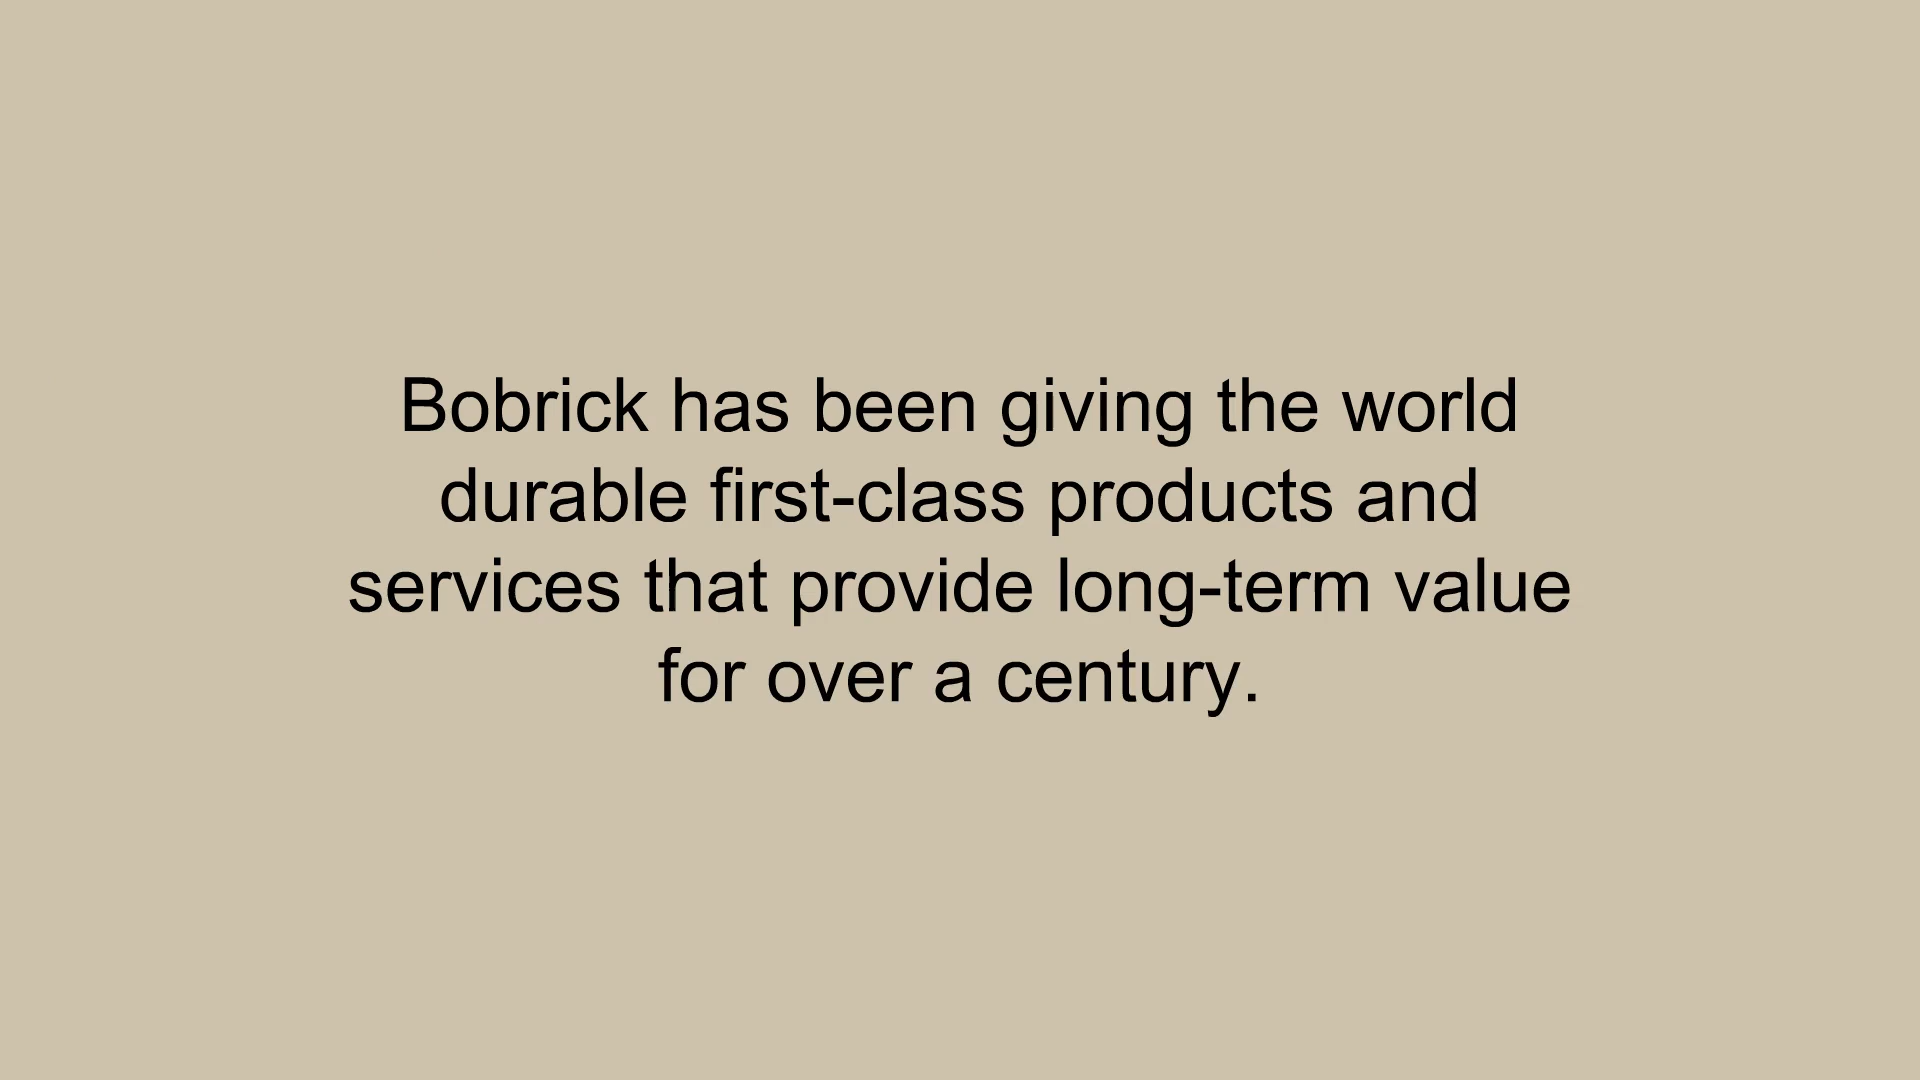 Bobrick has been giving the world
durable first-class products and
services that provide long-term value
for over a century.